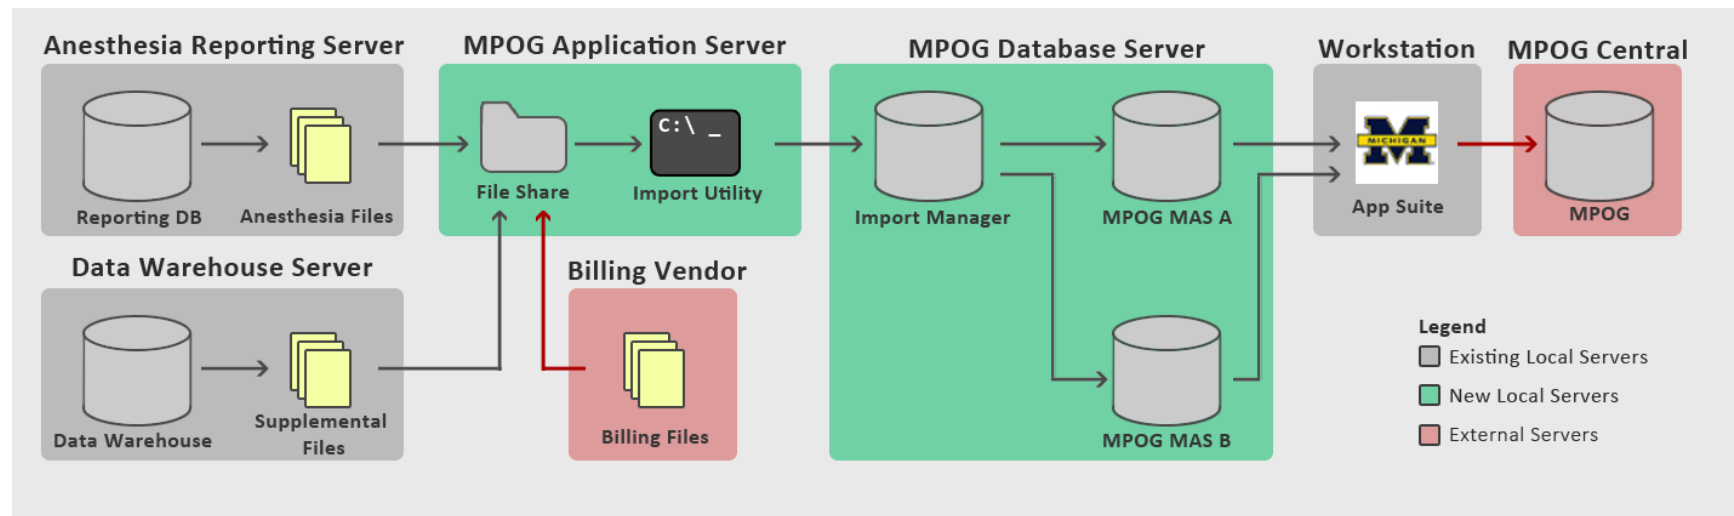 Anesthesia Reporting Server
MPOG Application Server
MPOG Database Server
Workstation
MPOG Central
C:\ _
MICHIGAN
File Share
Import Utility
Reporting DB
Anesthesia Files
Import Manager
MPOG MAS A
App Suite
MPOG
Data Warehouse Server
Billing Vendor
Data Warehouse
Supplemental
Files
Billing Files
MPOG MAS B
Legend
Existing Local Servers
New Local Servers
External Servers